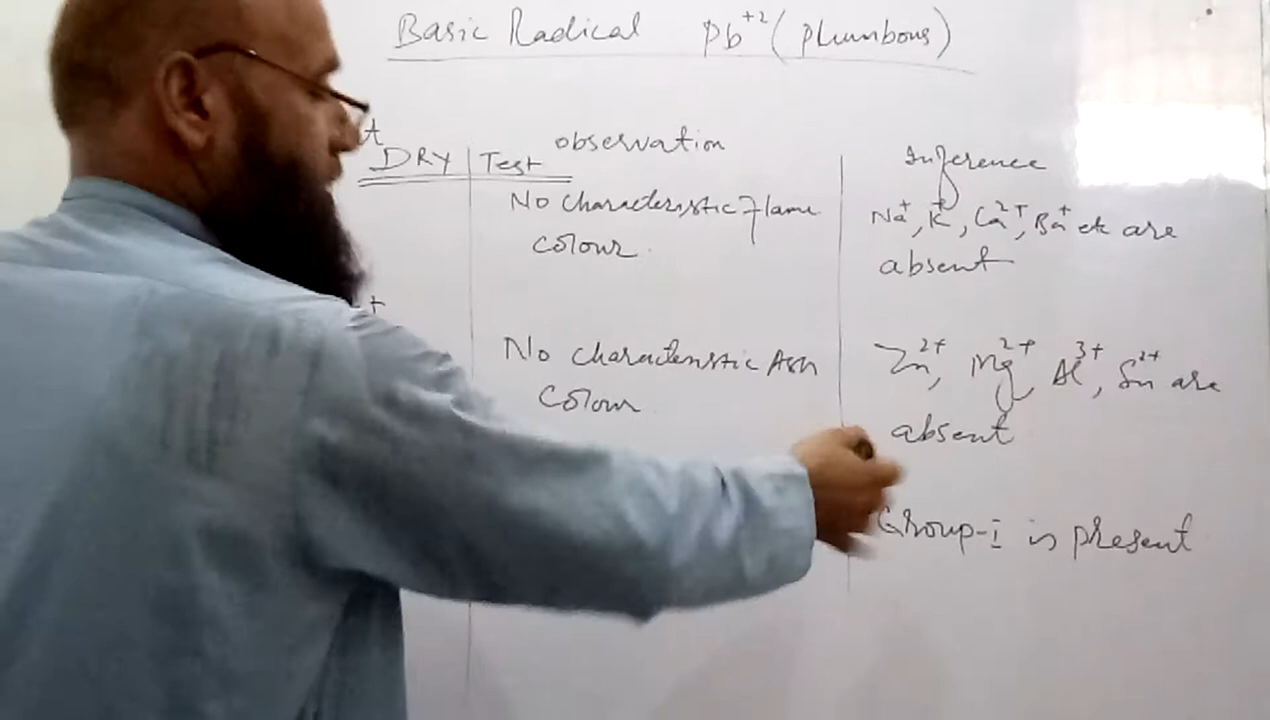 Basic Radical Pb+2 (plumbous)
DRY Test observation Inference
No characteristic flame Na+, K+, Ca2+, Ba+ etc are
colour. absent
No characteristic Ash Zn2+, Mg2+, Al3+, Sn2+ are
colour absent
Group-I is present